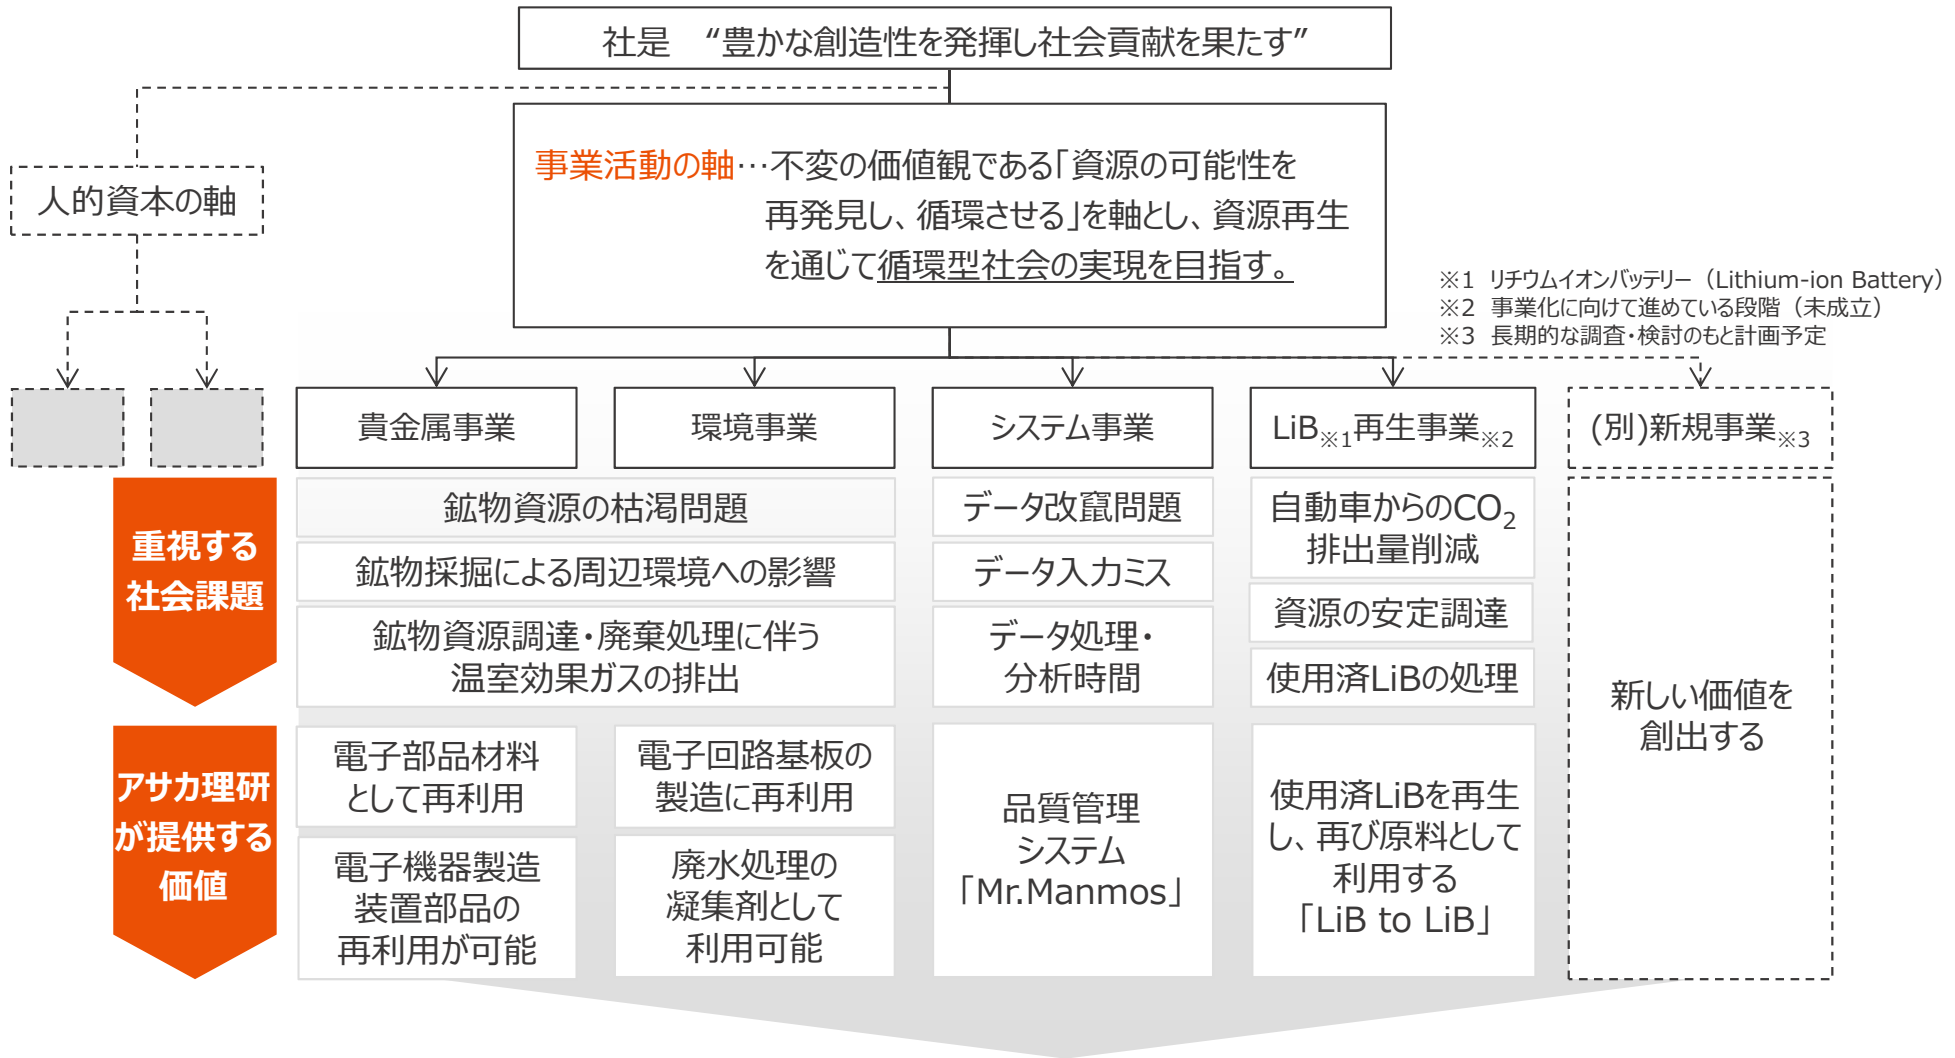 社是 “豊かな創造性を発揮し社会貢献を果たす”
人的資本の軸
事業活動の軸…不変の価値観である「資源の可能性を
再発見し、循環させる」を軸とし、資源再生
を通じて循環型社会の実現を目指す。
※1 リチウムイオンバッテリー（Lithium-ion Battery）
※2 事業化に向けて進めている段階（未成立）
※3 長期的な調査・検討のもと計画予定
貴金属事業
環境事業
システム事業
LiB※1再生事業※2
(別)新規事業※3
重視する
社会課題
鉱物資源の枯渇問題
鉱物採掘による周辺環境への影響
鉱物資源調達・廃棄処理に伴う
温室効果ガスの排出
データ改竄問題
データ入力ミス
データ処理・
分析時間
自動車からのCO2
排出量削減
資源の安定調達
使用済LiBの処理
新しい価値を
創出する
アサカ理研
が提供する
価値
電子部品材料
として再利用
電子機器製造
装置部品の
再利用が可能
電子回路基板の
製造に再利用
廃水処理の
凝集剤として
利用可能
品質管理
システム
「Mr.Manmos」
使用済LiBを再生
し、再び原料として
利用する
「LiB to LiB」